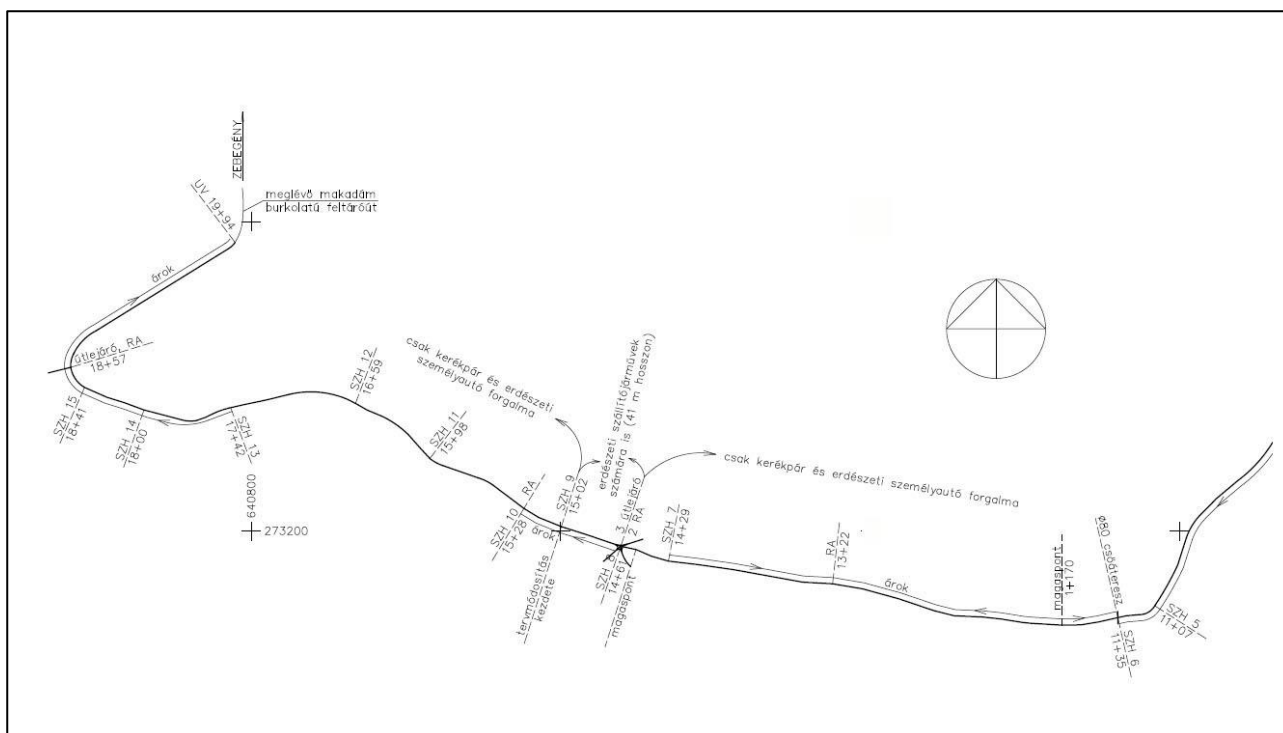 ZEBEGÉNY
UV 19+94
meglévő makadám
burkolatú feltáróút
árok
útlejáró, RA
18+57
SZH 15
18+41
SZH 14
18+00
SZH 13
17+42
640800
273200
SZH 12
16+59
SZH 11
15+98
csak kerékpár és erdészeti
személyautó forgalma
RA
SZH 10
15+28
árok
SZH 9
15+02
tervmódosítás
kezdete
erdészeti szállítójárművek
számára is (41 m hosszon)
3 útlejáró
2 RA
SZH 8
14+61
magaspont
SZH 7
14+29
csak kerékpár és erdészeti személyautó forgalma
RA
13+22
árok
magaspont
1+170
ø80 csőáteresz
SZH 6
11+35
SZH 5
11+07